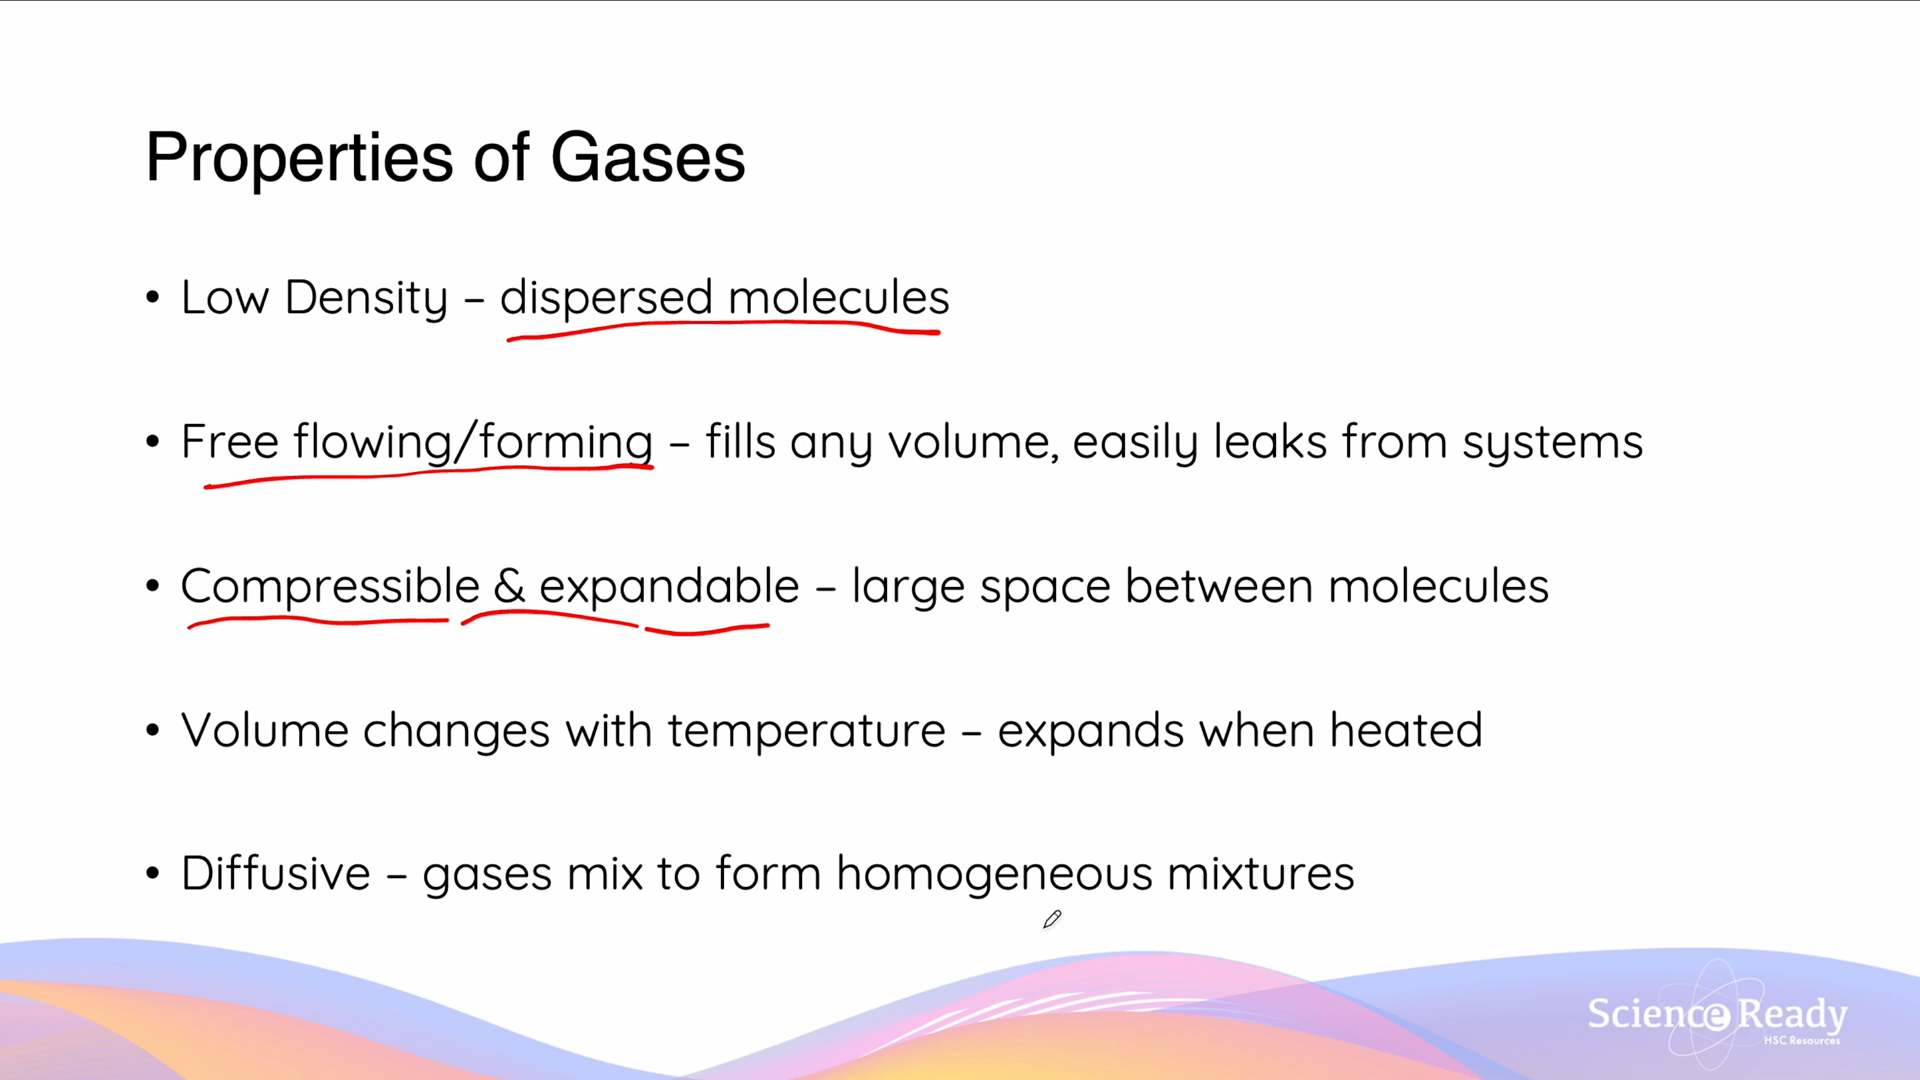 Properties of Gases
• Low Density – dispersed molecules
• Free flowing/forming – fills any volume, easily leaks from systems
• Compressible & expandable – large space between molecules
• Volume changes with temperature – expands when heated
• Diffusive – gases mix to form homogeneous mixtures
Science Ready
HSC Resources